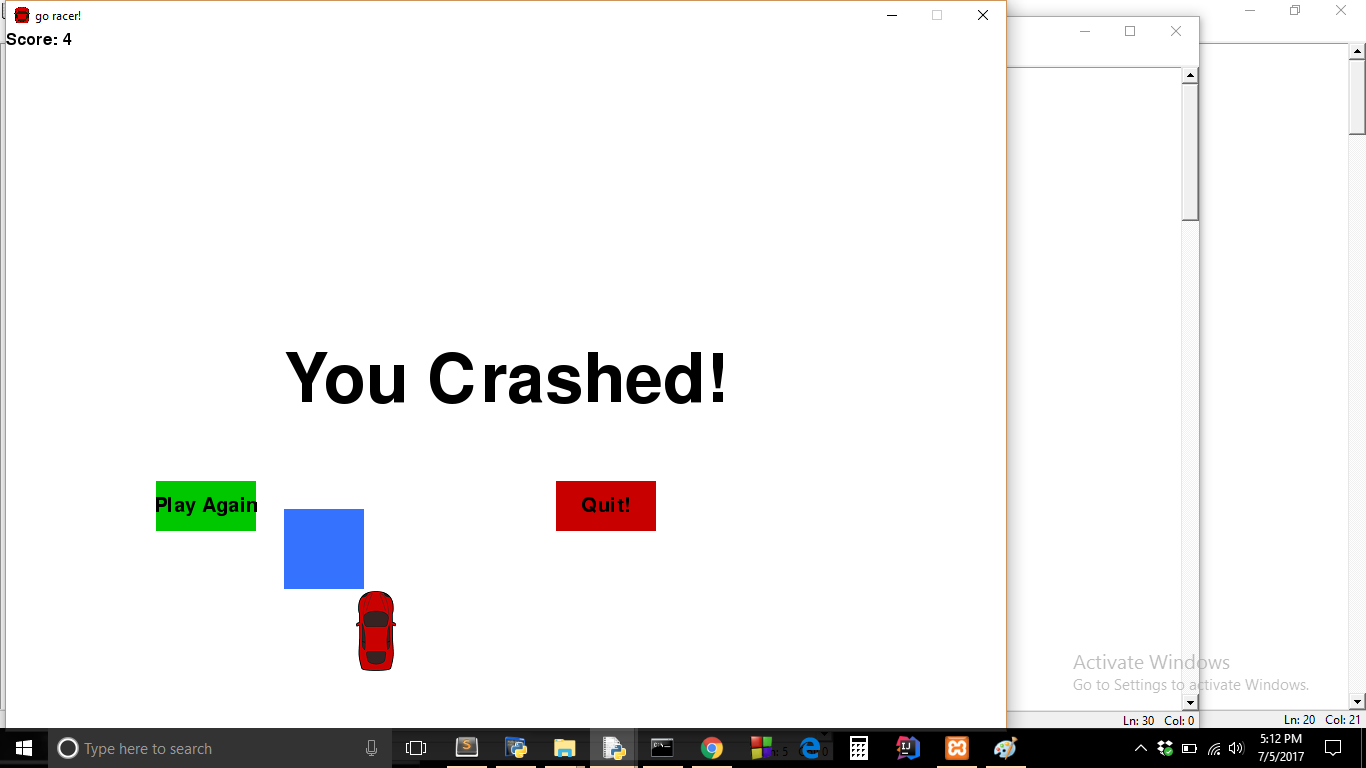 go racer!
Score: 4
You Crashed!
Play Again
Quit!
Activate Windows
Go to Settings to activate Windows.
Ln: 30 Col: 0
Ln: 20 Col: 21
Type here to search
5:12 PM
7/5/2017